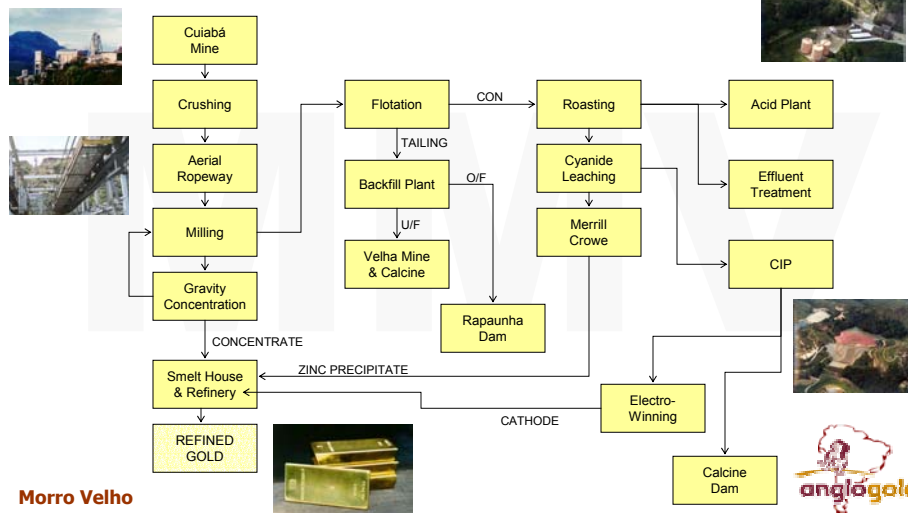 Cuiabá
Mine
Crushing
Flotation
CON
Roasting
Acid Plant
TAILING
Aerial
Ropeway
Backfill Plant
O/F
Cyanide
Leaching
Effluent
Treatment
U/F
Milling
Velha Mine
& Calcine
Merrill
Crowe
CIP
Gravity
Concentration
Rapaunha
Dam
CONCENTRATE
ZINC PRECIPITATE
Smelt House
& Refinery
CATHODE
Electro-
Winning
REFINED
GOLD
Calcine
Dam
Morro Velho
anglogold
MMV